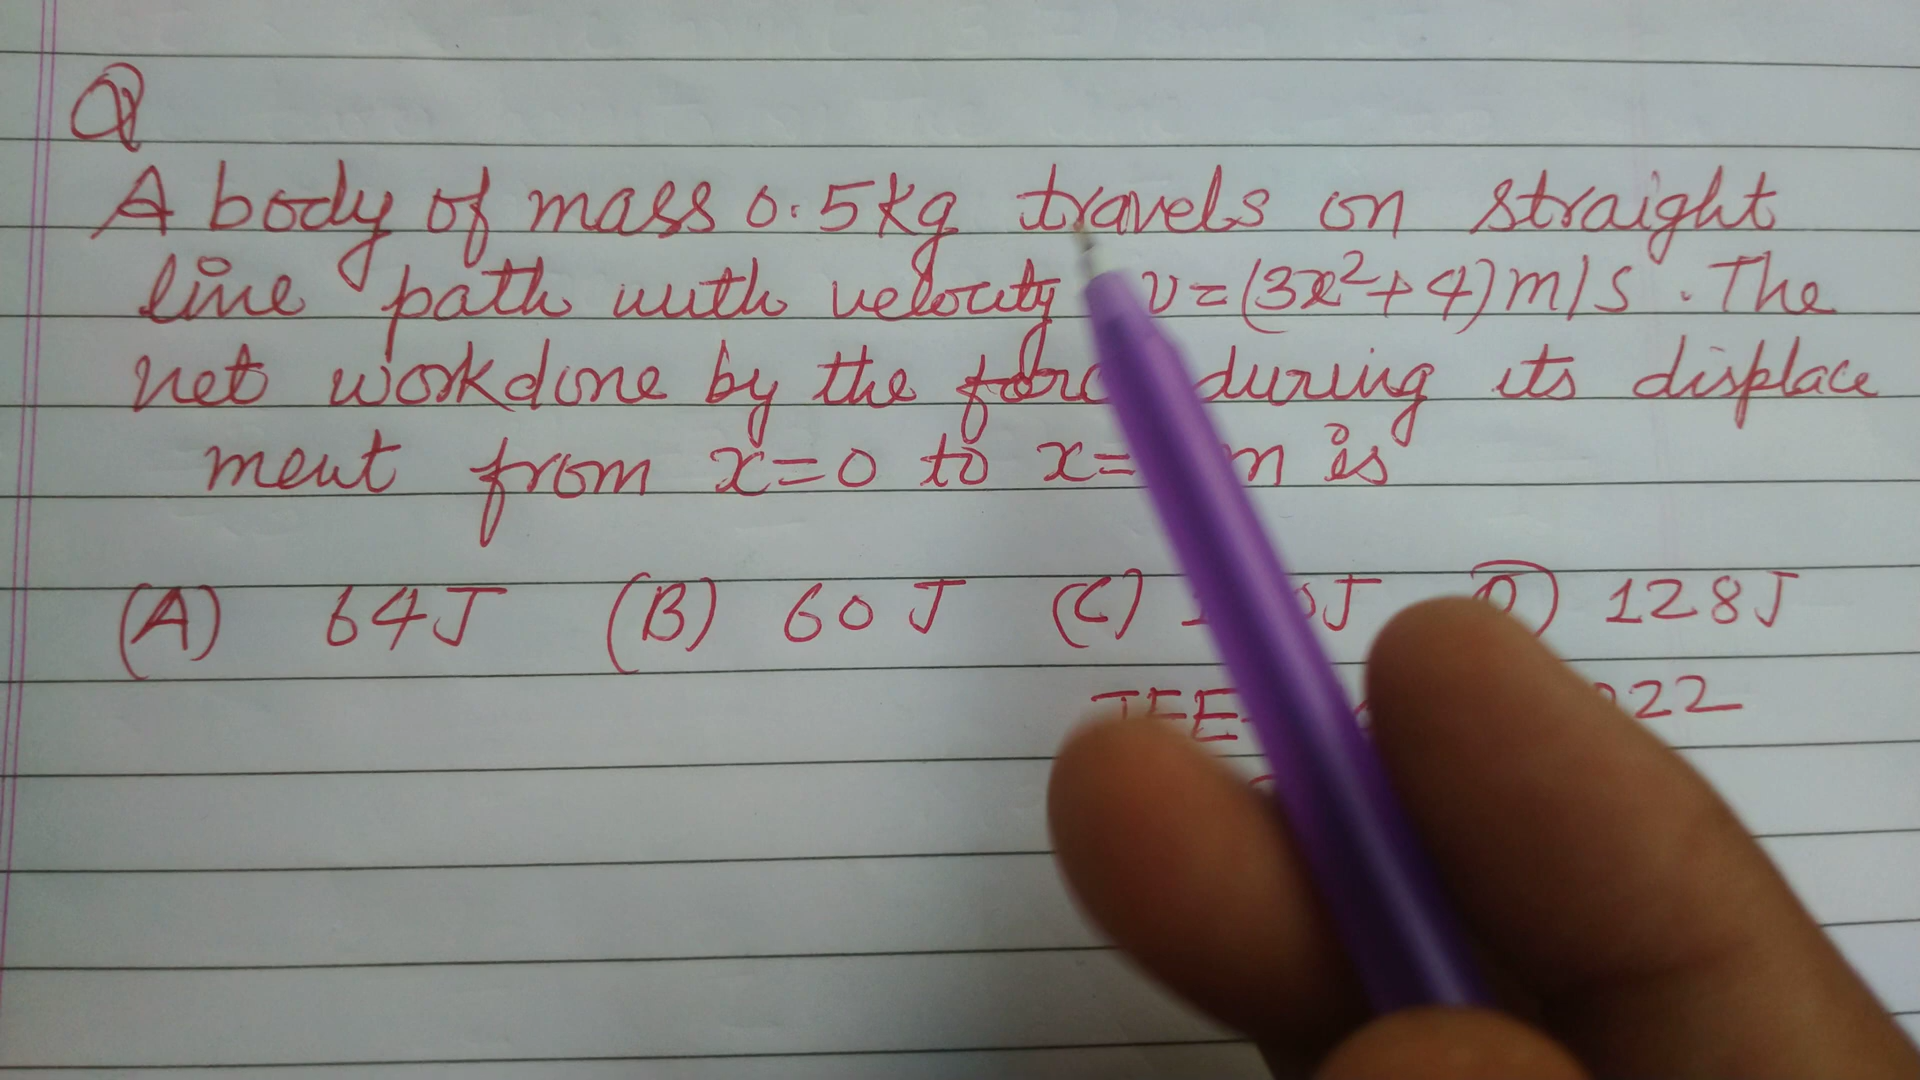 Q
A body of mass 0.5kg travels on straight
line path with velocity v=(3x²+4)m/s. The
net workdone by the during its displace
ment from x=0 to x= m is
(A) 64J (B) 60J (C) (D) 128J